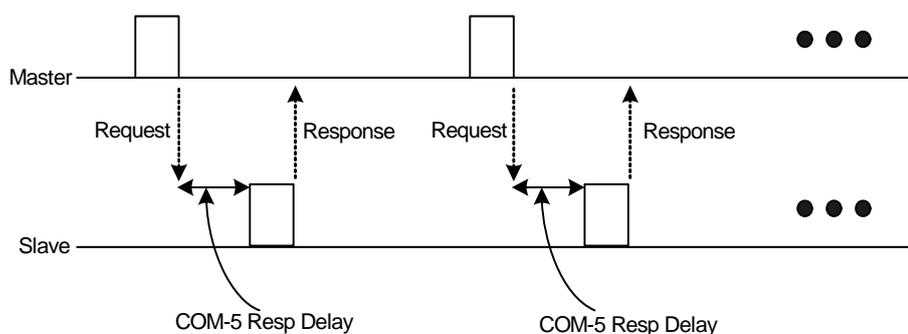 Master
Request
Response
Request
Response
Slave
COM-5 Resp Delay
COM-5 Resp Delay